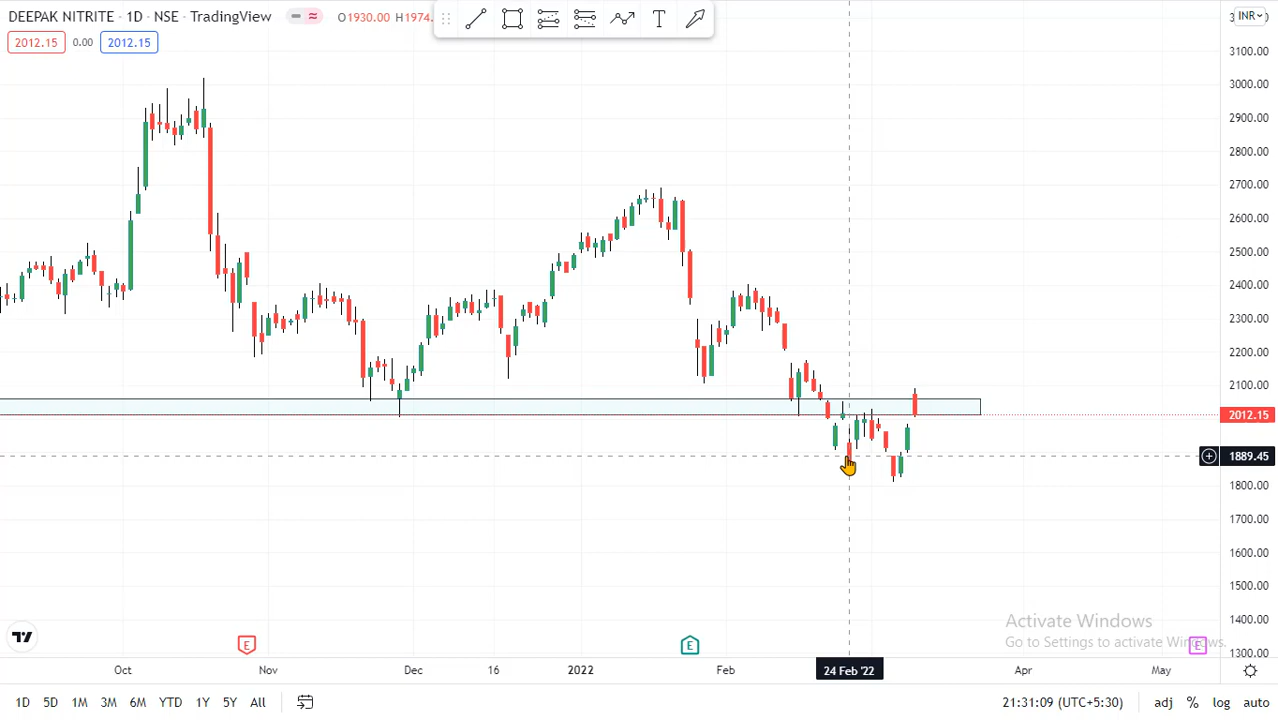 DEEPAK NITRITE · 1D · NSE · TradingView O1930.00 H1974.
2012.15 0.00 2012.15
INR
3100.00
3000.00
2900.00
2800.00
2700.00
2600.00
2500.00
2400.00
2300.00
2200.00
2100.00
2012.15
1889.45
1800.00
1700.00
1600.00
1500.00
1400.00
1300.00
Activate Windows
Go to Settings to activate Windows.
E E E
Oct Nov Dec 16 2022 Feb 24 Feb '22 Apr May
1D 5D 1M 3M 6M YTD 1Y 5Y All 21:31:09 (UTC+5:30) adj % log auto